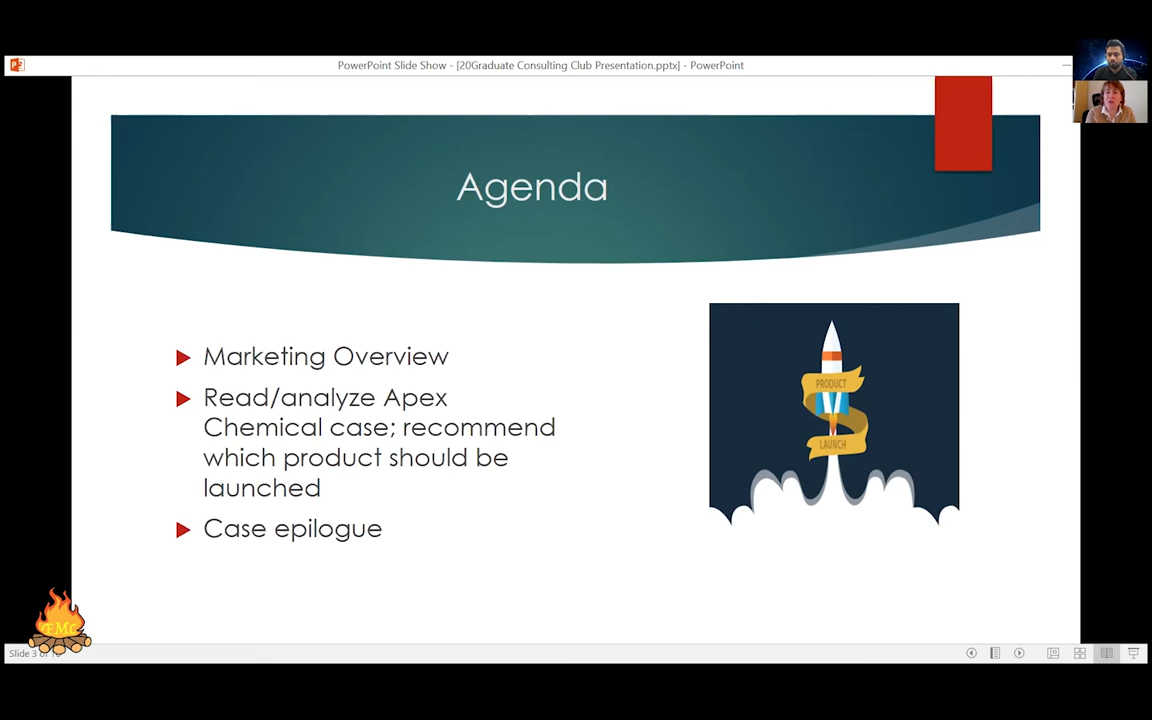 PowerPoint Slide Show - [20Graduate Consulting Club Presentation.pptx] - PowerPoint
Agenda
Marketing Overview
Read/analyze Apex
Chemical case; recommend
which product should be
launched
Case epilogue
PRODUCT
LAUNCH
EMC
Slide 3 of